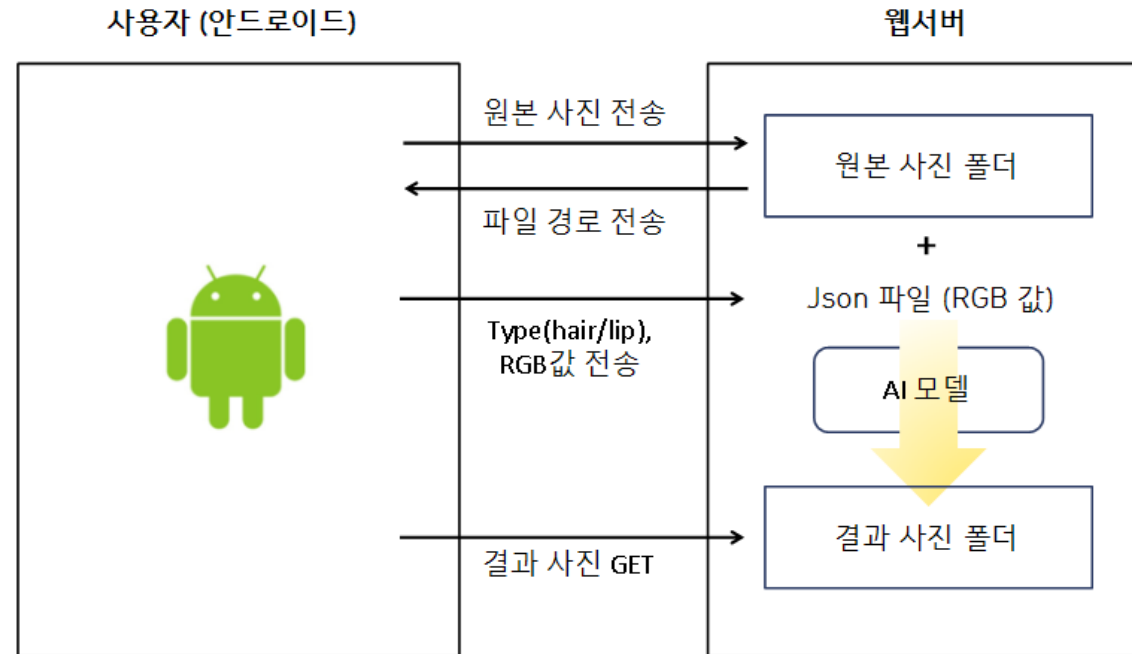 사용자 (안드로이드)
웹서버
원본 사진 전송
원본 사진 폴더
파일 경로 전송
+
Json 파일 (RGB 값)
Type(hair/lip),
RGB값 전송
AI 모델
결과 사진 폴더
결과 사진 GET